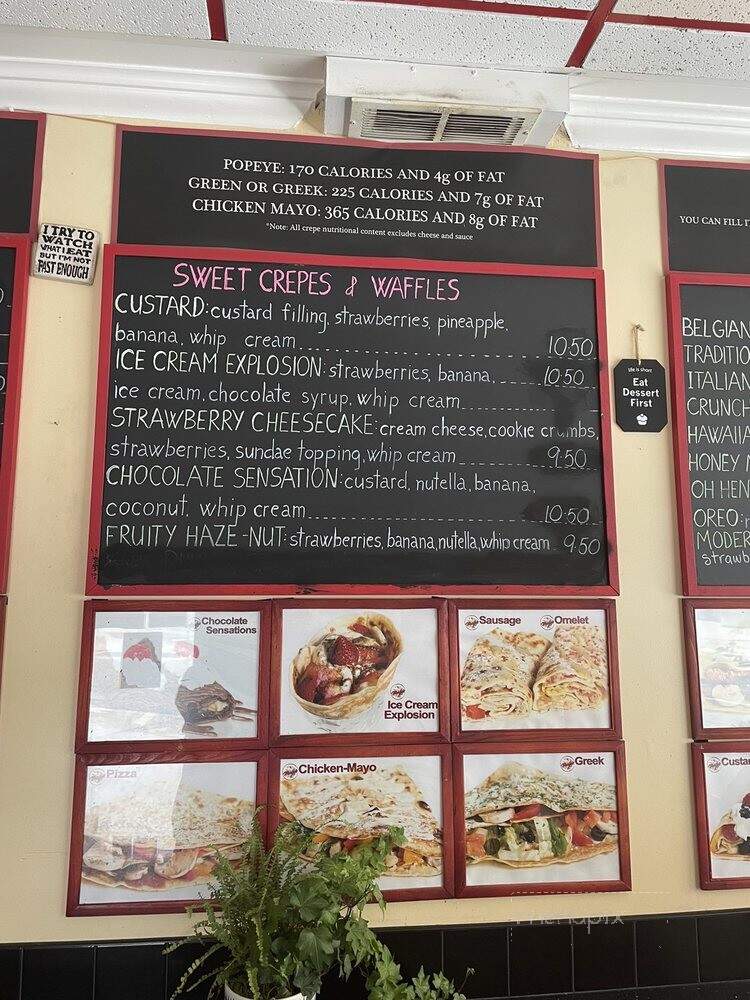 POPEYE: 170 CALORIES AND 4g OF FAT
GREEN OR GREEK: 225 CALORIES AND 7g OF FAT
CHICKEN MAYO: 365 CALORIES AND 8g OF FAT
*Note: All crepe nutritional content excludes cheese and sauce
I TRY TO
WATCH
WHAT I EAT
BUT I'M NOT
FAST ENOUGH
SWEET CREPES & WAFFLES
CUSTARD: custard filling, strawberries, pineapple,
banana, whip cream 10.50
ICE CREAM EXPLOSION: strawberries, banana, 10.50
ice cream, chocolate syrup, whip cream
STRAWBERRY CHEESECAKE: cream cheese, cookie crumbs,
strawberries, sundae topping, whip cream 9.50
CHOCOLATE SENSATION: custard, nutella, banana,
coconut, whip cream 10.50
FRUITY HAZE-NUT: strawberries, banana, nutella, whip cream 9.50
life is short
Eat
Dessert
First
YOU CAN FILL
BELGIAN
TRADITIO
ITALIAN
CRUNCH
HAWAIIA
HONEY
OH HEN
OREO:
MODER
strawb
Chocolate
Sensations
Ice Cream
Explosion
Sausage
Omelet
Pizza
Chicken-Mayo
Greek
Custar